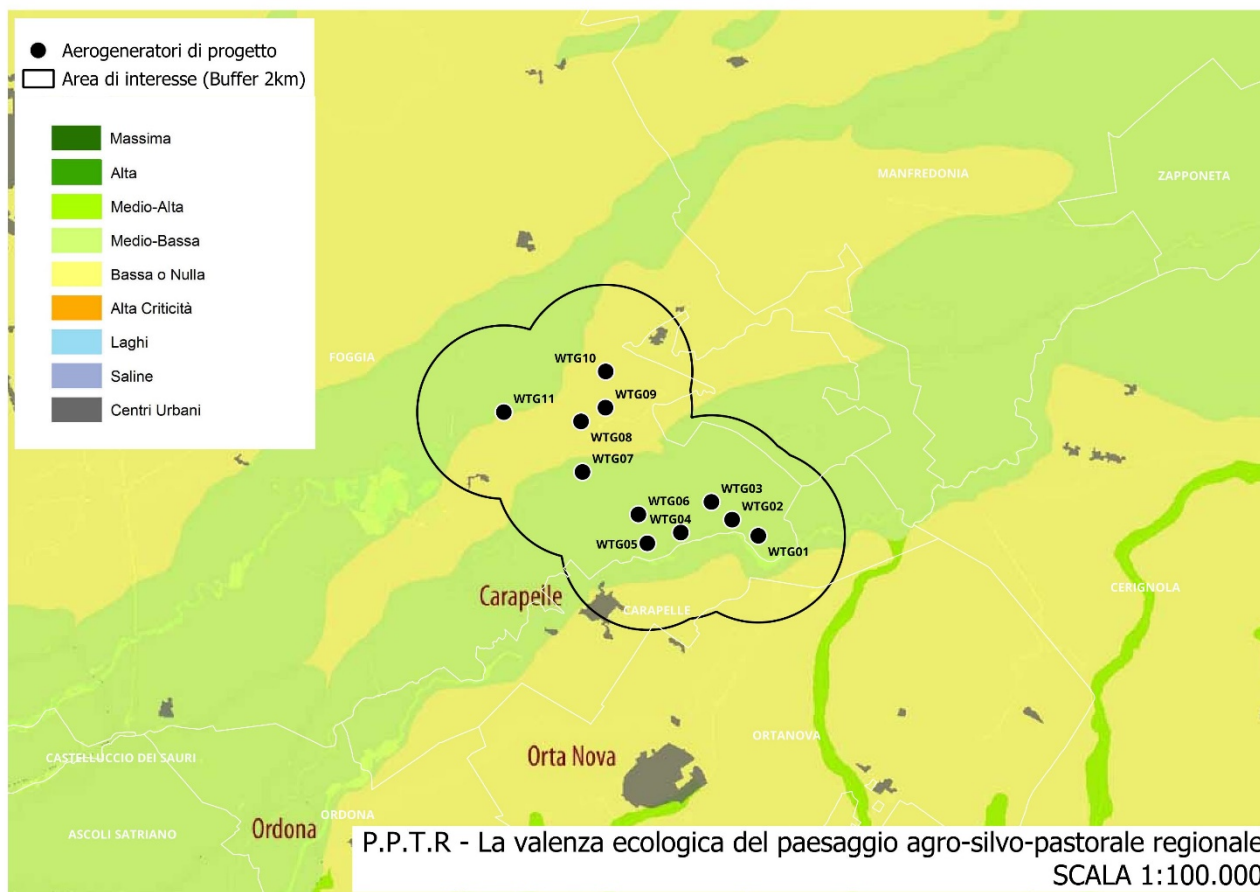 Aerogeneratori di progetto
Area di interesse (Buffer 2km)
Massima
Alta
Medio-Alta
Medio-Bassa
Bassa o Nulla
Alta Criticità
Laghi
Saline
Centri Urbani
MANFREDONIA
ZAPPONETA
FOGGIA
WTG10
WTG11
WTG09
WTG08
WTG07
WTG06
WTG03
WTG04
WTG02
WTG05
WTG01
Carapelle
CARAPELLE
CERIGNOLA
ORTANOVA
Orta Nova
CASTELLUCCIO DEI SAURI
ORDONA
Ordona
ASCOLI SATRIANO
P.P.T.R - La valenza ecologica del paesaggio agro-silvo-pastorale regionale
SCALA 1:100.000